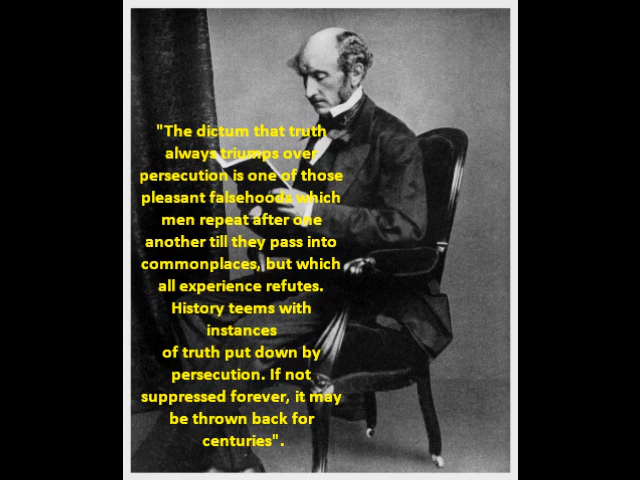 "The dictum that truth
always triumps over
persecution is one of those
pleasant falsehoods which
men repeat after one
another till they pass into
commonplaces, but which
all experience refutes.
History teems with
instances
of truth put down by
persecution. If not
suppressed forever, it may
be thrown back for
centuries".